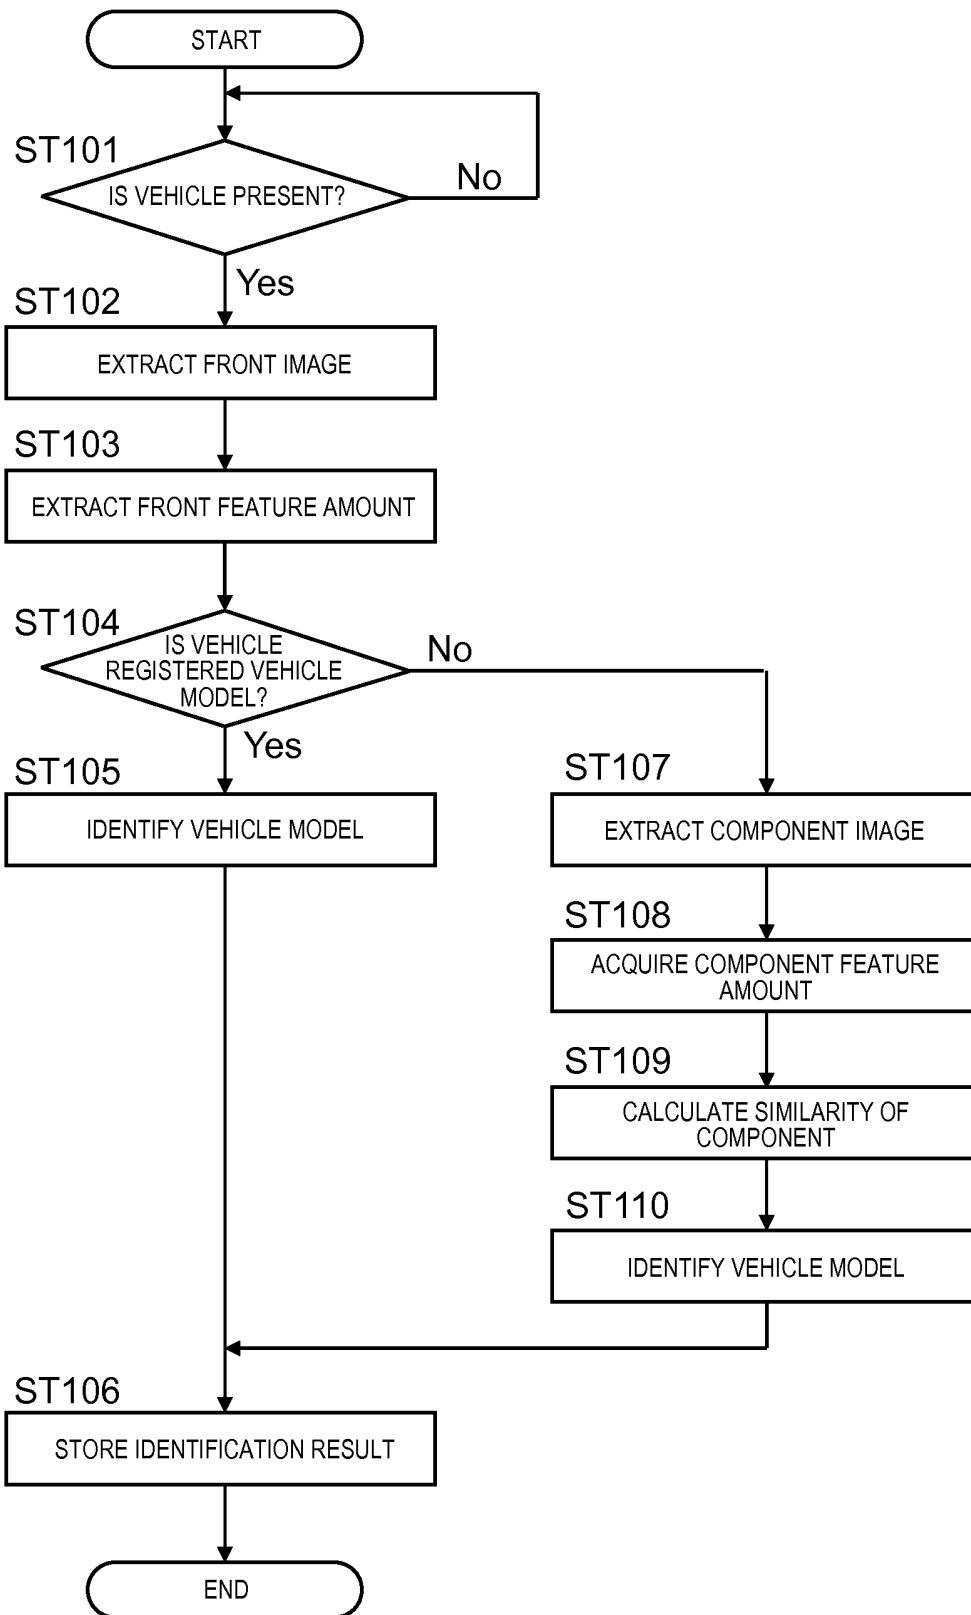 START
ST101
IS VEHICLE PRESENT?
No
Yes
ST102
EXTRACT FRONT IMAGE
ST103
EXTRACT FRONT FEATURE AMOUNT
ST104
IS VEHICLE
REGISTERED VEHICLE
MODEL?
No
Yes
ST105
IDENTIFY VEHICLE MODEL
ST107
EXTRACT COMPONENT IMAGE
ST108
ACQUIRE COMPONENT FEATURE
AMOUNT
ST109
CALCULATE SIMILARITY OF
COMPONENT
ST110
IDENTIFY VEHICLE MODEL
ST106
STORE IDENTIFICATION RESULT
END